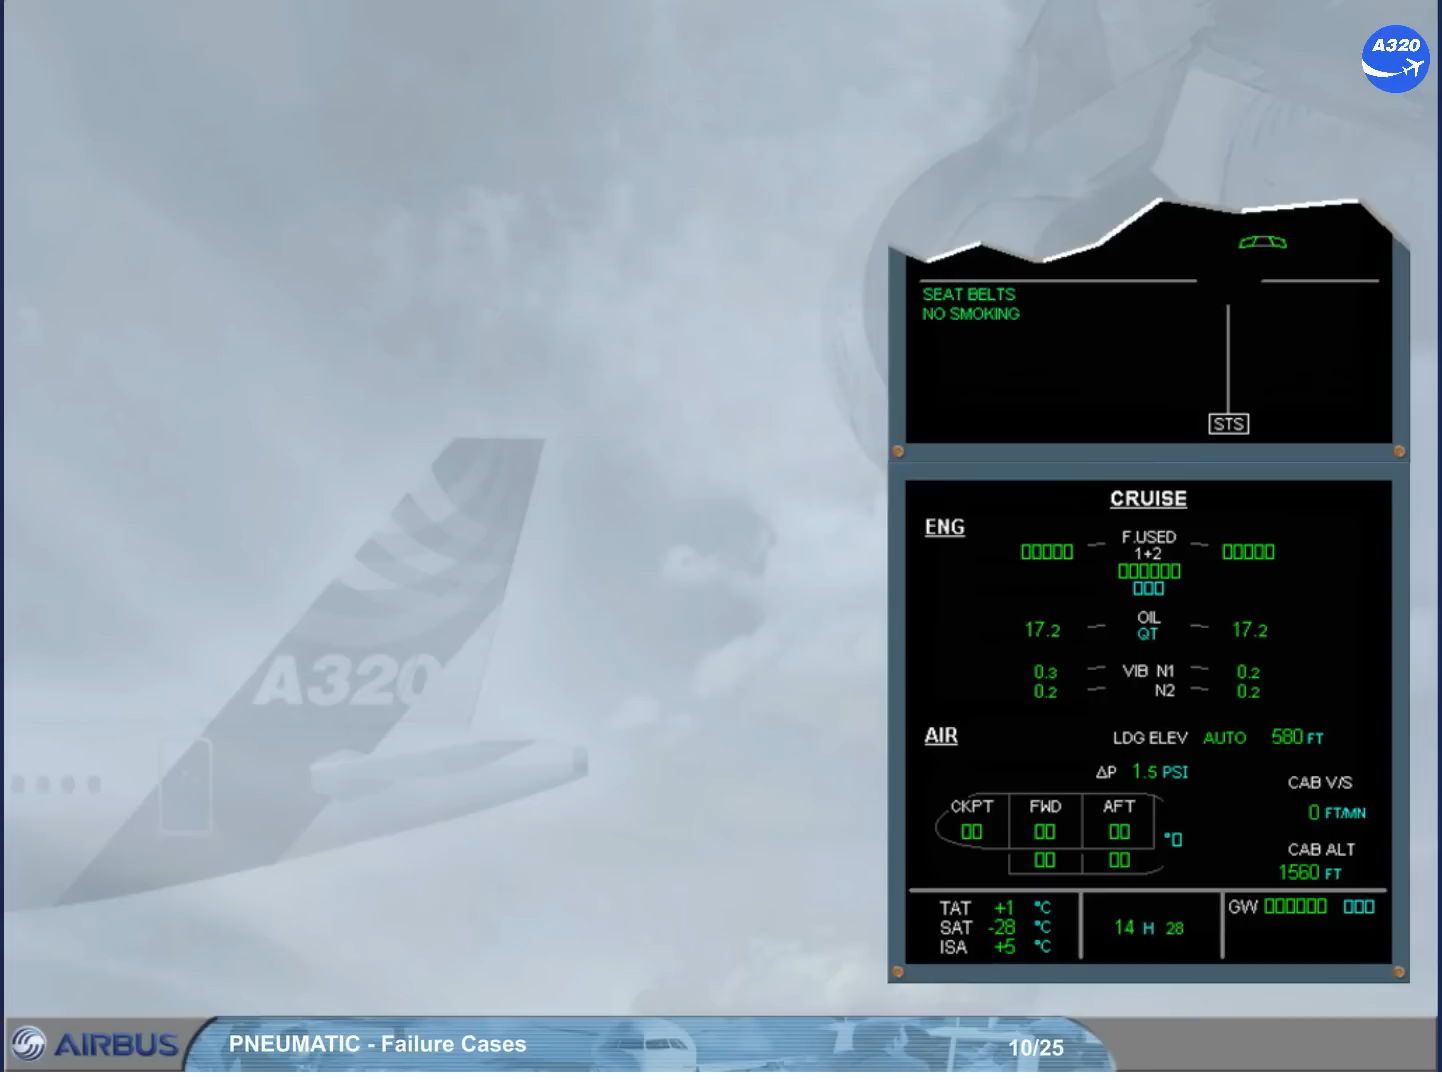 A320
SEAT BELTS
NO SMOKING
STS
CRUISE
ENG
F.USED
1+2
OIL
17.2 QT 17.2
0.3 VIB N1 0.2
0.2 N2 0.2
AIR
LDG ELEV AUTO 580 FT
ΔP 1.5 PSI
CAB V/S
0 FT/MN
CKPT FWD AFT
°
CAB ALT
1560 FT
TAT +1 °C
SAT -28 °C
ISA +5 °C
14 H 28
GW
A320
AIRBUS
PNEUMATIC - Failure Cases
10/25